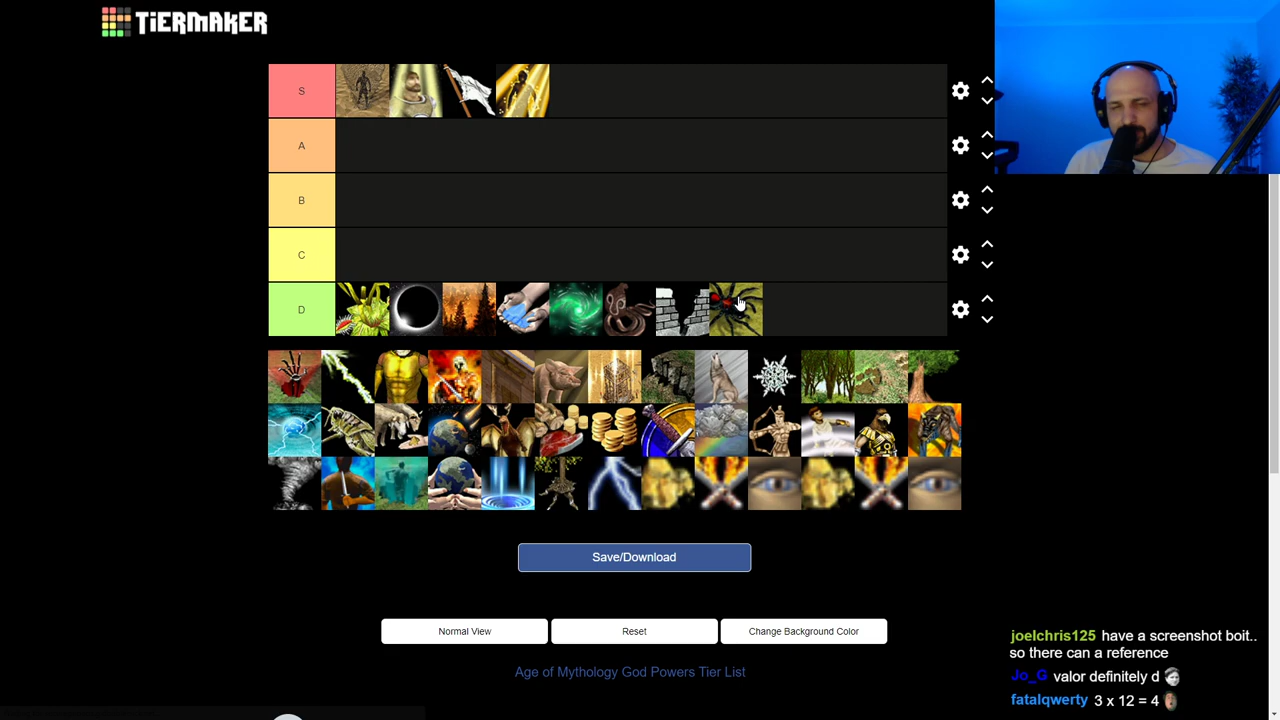 TiERMAKER
S
A
B
C
D
Save/Download
Normal View
Reset
Change Background Color
Age of Mythology God Powers Tier List
joelchris125 have a screenshot boit..
so there can a reference
Jo_G valor definitely d
fatalqwerty 3 x 12 = 4